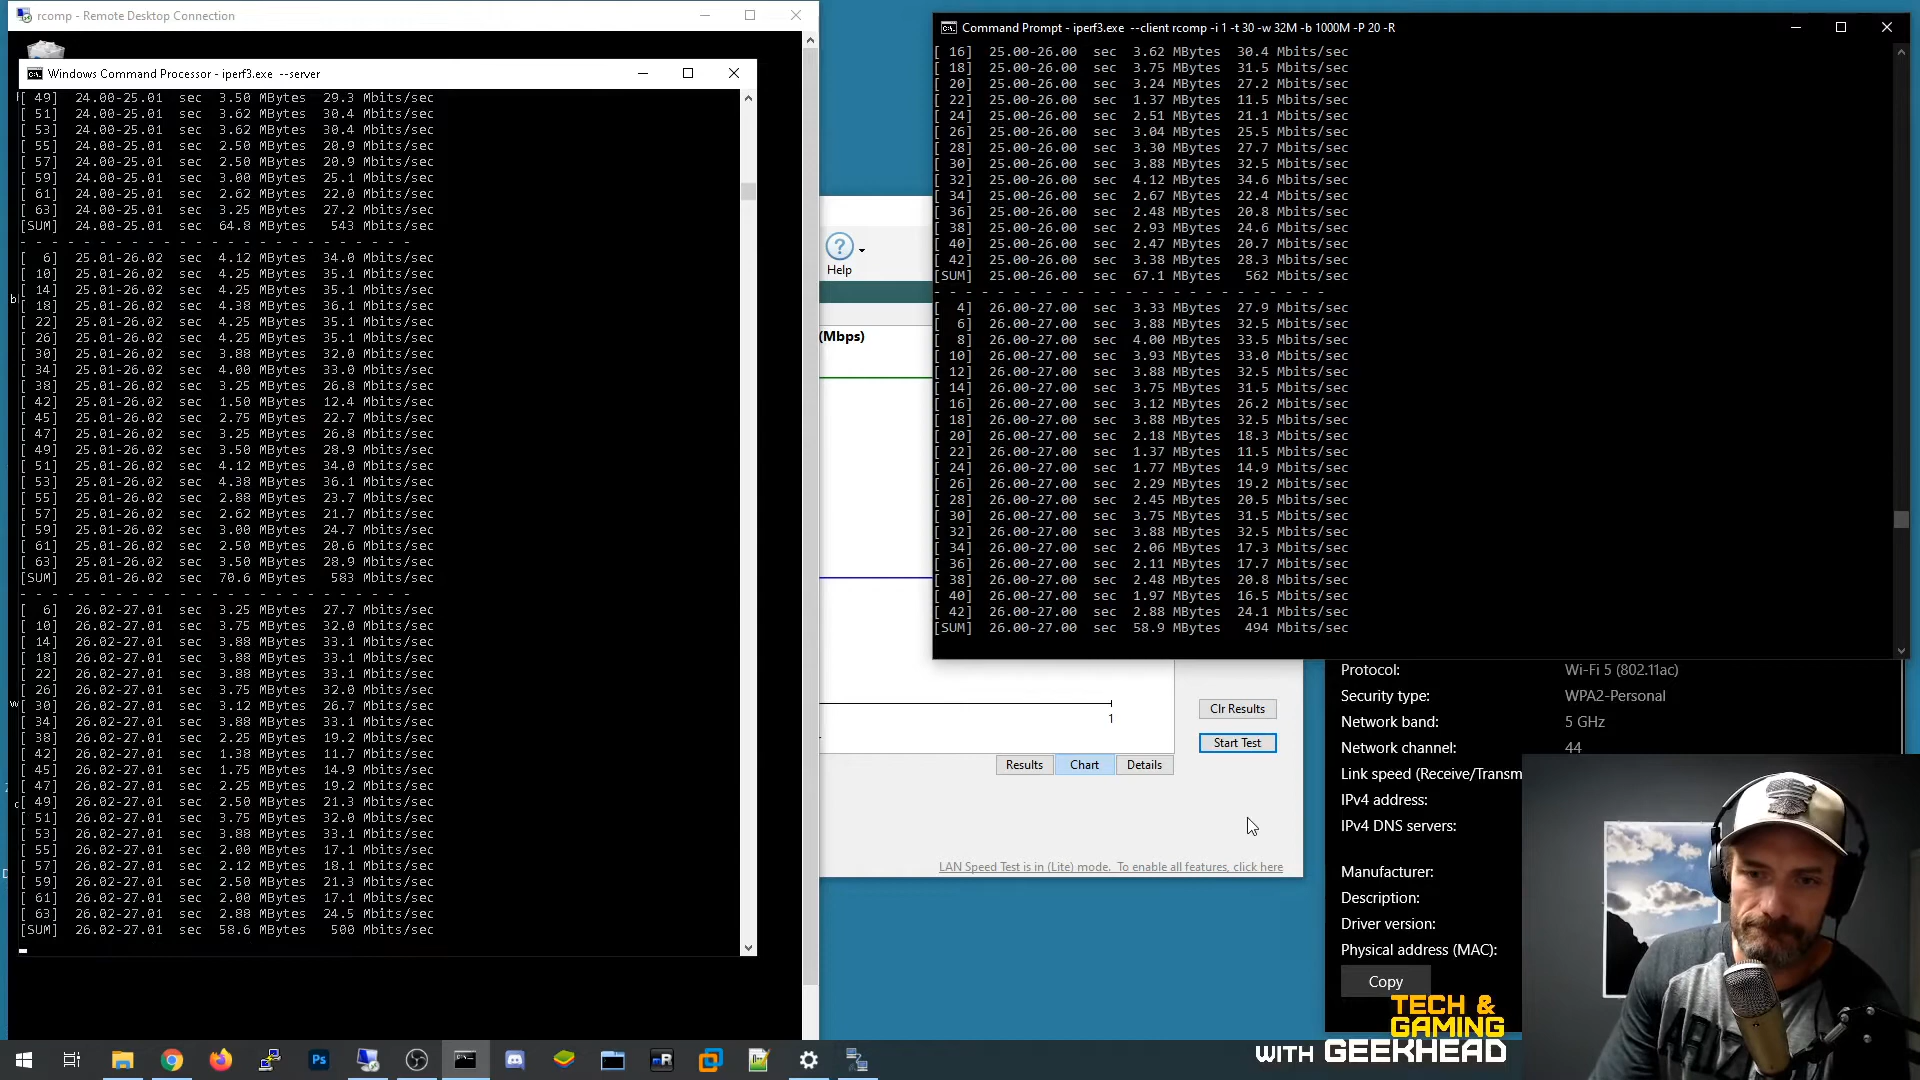 rcomp - Remote Desktop Connection
Windows Command Processor - iperf3.exe --server
[ 49] 24.00-25.01 sec 3.50 MBytes 29.3 Mbits/sec
[ 51] 24.00-25.01 sec 3.62 MBytes 30.4 Mbits/sec
[ 53] 24.00-25.01 sec 3.62 MBytes 30.4 Mbits/sec
[ 55] 24.00-25.01 sec 2.50 MBytes 20.9 Mbits/sec
[ 57] 24.00-25.01 sec 2.50 MBytes 20.9 Mbits/sec
[ 59] 24.00-25.01 sec 3.00 MBytes 25.1 Mbits/sec
[ 61] 24.00-25.01 sec 2.62 MBytes 22.0 Mbits/sec
[ 63] 24.00-25.01 sec 3.25 MBytes 27.2 Mbits/sec
[SUM] 24.00-25.01 sec 64.8 MBytes 543 Mbits/sec
- - - - - - - - - - - - - - - - - - - - - - - - -
[ 6] 25.01-26.02 sec 4.12 MBytes 34.0 Mbits/sec
[ 10] 25.01-26.02 sec 4.25 MBytes 35.1 Mbits/sec
[ 14] 25.01-26.02 sec 4.25 MBytes 35.1 Mbits/sec
[ 18] 25.01-26.02 sec 4.38 MBytes 36.1 Mbits/sec
[ 22] 25.01-26.02 sec 4.25 MBytes 35.1 Mbits/sec
[ 26] 25.01-26.02 sec 4.25 MBytes 35.1 Mbits/sec
[ 30] 25.01-26.02 sec 3.88 MBytes 32.0 Mbits/sec
[ 34] 25.01-26.02 sec 4.00 MBytes 33.0 Mbits/sec
[ 38] 25.01-26.02 sec 3.25 MBytes 26.8 Mbits/sec
[ 42] 25.01-26.02 sec 1.50 MBytes 12.4 Mbits/sec
[ 45] 25.01-26.02 sec 2.75 MBytes 22.7 Mbits/sec
[ 47] 25.01-26.02 sec 3.25 MBytes 26.8 Mbits/sec
[ 49] 25.01-26.02 sec 3.50 MBytes 28.9 Mbits/sec
[ 51] 25.01-26.02 sec 4.12 MBytes 34.0 Mbits/sec
[ 53] 25.01-26.02 sec 4.38 MBytes 36.1 Mbits/sec
[ 55] 25.01-26.02 sec 2.88 MBytes 23.7 Mbits/sec
[ 57] 25.01-26.02 sec 2.62 MBytes 21.7 Mbits/sec
[ 59] 25.01-26.02 sec 3.00 MBytes 24.7 Mbits/sec
[ 61] 25.01-26.02 sec 2.50 MBytes 20.6 Mbits/sec
[ 63] 25.01-26.02 sec 3.50 MBytes 28.9 Mbits/sec
[SUM] 25.01-26.02 sec 70.6 MBytes 583 Mbits/sec
- - - - - - - - - - - - - - - - - - - - - - - - -
[ 6] 26.02-27.01 sec 3.25 MBytes 27.7 Mbits/sec
[ 10] 26.02-27.01 sec 3.75 MBytes 32.0 Mbits/sec
[ 14] 26.02-27.01 sec 3.88 MBytes 33.1 Mbits/sec
[ 18] 26.02-27.01 sec 3.88 MBytes 33.1 Mbits/sec
[ 22] 26.02-27.01 sec 3.88 MBytes 33.1 Mbits/sec
[ 26] 26.02-27.01 sec 3.75 MBytes 32.0 Mbits/sec
[ 30] 26.02-27.01 sec 3.12 MBytes 26.7 Mbits/sec
[ 34] 26.02-27.01 sec 3.88 MBytes 33.1 Mbits/sec
[ 38] 26.02-27.01 sec 2.25 MBytes 19.2 Mbits/sec
[ 42] 26.02-27.01 sec 1.38 MBytes 11.7 Mbits/sec
[ 45] 26.02-27.01 sec 1.75 MBytes 14.9 Mbits/sec
[ 47] 26.02-27.01 sec 2.25 MBytes 19.2 Mbits/sec
[ 49] 26.02-27.01 sec 2.50 MBytes 21.3 Mbits/sec
[ 51] 26.02-27.01 sec 3.75 MBytes 32.0 Mbits/sec
[ 53] 26.02-27.01 sec 3.88 MBytes 33.1 Mbits/sec
[ 55] 26.02-27.01 sec 2.00 MBytes 17.1 Mbits/sec
[ 57] 26.02-27.01 sec 2.12 MBytes 18.1 Mbits/sec
[ 59] 26.02-27.01 sec 2.50 MBytes 21.3 Mbits/sec
[ 61] 26.02-27.01 sec 2.00 MBytes 17.1 Mbits/sec
[ 63] 26.02-27.01 sec 2.88 MBytes 24.5 Mbits/sec
[SUM] 26.02-27.01 sec 58.6 MBytes 500 Mbits/sec
Help
(Mbps)
1
Clr Results
Start Test
Results Chart Details
LAN Speed Test is in (Lite) mode. To enable all features, click here
Command Prompt - iperf3.exe --client rcomp -i 1 -t 30 -w 32M -b 1000M -P 20 -R
[ 16] 25.00-26.00 sec 3.62 MBytes 30.4 Mbits/sec
[ 18] 25.00-26.00 sec 3.75 MBytes 31.5 Mbits/sec
[ 20] 25.00-26.00 sec 3.24 MBytes 27.2 Mbits/sec
[ 22] 25.00-26.00 sec 1.37 MBytes 11.5 Mbits/sec
[ 24] 25.00-26.00 sec 2.51 MBytes 21.1 Mbits/sec
[ 26] 25.00-26.00 sec 3.04 MBytes 25.5 Mbits/sec
[ 28] 25.00-26.00 sec 3.30 MBytes 27.7 Mbits/sec
[ 30] 25.00-26.00 sec 3.88 MBytes 32.5 Mbits/sec
[ 32] 25.00-26.00 sec 4.12 MBytes 34.6 Mbits/sec
[ 34] 25.00-26.00 sec 2.67 MBytes 22.4 Mbits/sec
[ 36] 25.00-26.00 sec 2.48 MBytes 20.8 Mbits/sec
[ 38] 25.00-26.00 sec 2.93 MBytes 24.6 Mbits/sec
[ 40] 25.00-26.00 sec 2.47 MBytes 20.7 Mbits/sec
[ 42] 25.00-26.00 sec 3.38 MBytes 28.3 Mbits/sec
[SUM] 25.00-26.00 sec 67.1 MBytes 562 Mbits/sec
- - - - - - - - - - - - - - - - - - - - - - - - -
[ 4] 26.00-27.00 sec 3.33 MBytes 27.9 Mbits/sec
[ 6] 26.00-27.00 sec 3.88 MBytes 32.5 Mbits/sec
[ 8] 26.00-27.00 sec 4.00 MBytes 33.5 Mbits/sec
[ 10] 26.00-27.00 sec 3.93 MBytes 33.0 Mbits/sec
[ 12] 26.00-27.00 sec 3.88 MBytes 32.5 Mbits/sec
[ 14] 26.00-27.00 sec 3.75 MBytes 31.5 Mbits/sec
[ 16] 26.00-27.00 sec 3.12 MBytes 26.2 Mbits/sec
[ 18] 26.00-27.00 sec 3.88 MBytes 32.5 Mbits/sec
[ 20] 26.00-27.00 sec 2.18 MBytes 18.3 Mbits/sec
[ 22] 26.00-27.00 sec 1.37 MBytes 11.5 Mbits/sec
[ 24] 26.00-27.00 sec 1.77 MBytes 14.9 Mbits/sec
[ 26] 26.00-27.00 sec 2.29 MBytes 19.2 Mbits/sec
[ 28] 26.00-27.00 sec 2.45 MBytes 20.5 Mbits/sec
[ 30] 26.00-27.00 sec 3.75 MBytes 31.5 Mbits/sec
[ 32] 26.00-27.00 sec 3.88 MBytes 32.5 Mbits/sec
[ 34] 26.00-27.00 sec 2.06 MBytes 17.3 Mbits/sec
[ 36] 26.00-27.00 sec 2.11 MBytes 17.7 Mbits/sec
[ 38] 26.00-27.00 sec 2.48 MBytes 20.8 Mbits/sec
[ 40] 26.00-27.00 sec 1.97 MBytes 16.5 Mbits/sec
[ 42] 26.00-27.00 sec 2.88 MBytes 24.1 Mbits/sec
[SUM] 26.00-27.00 sec 58.9 MBytes 494 Mbits/sec
Protocol: Wi-Fi 5 (802.11ac)
Security type: WPA2-Personal
Network band: 5 GHz
Network channel: 44
Link speed (Receive/Transm
IPv4 address:
IPv4 DNS servers:
Manufacturer:
Description:
Driver version:
Physical address (MAC):
Copy
TECH &
GAMING
WITH GEEKHEAD